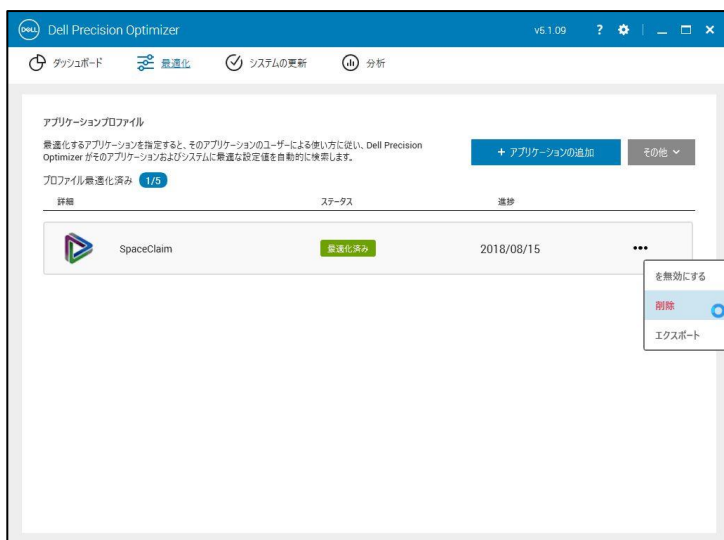 DELL Dell Precision Optimizer v5.1.09 ?
ダッシュボード 最適化 システムの更新 分析
アプリケーションプロファイル
最適化するアプリケーションを指定すると、そのアプリケーションのユーザーによる使い方に従い、Dell Precision
Optimizer がそのアプリケーションおよびシステムに最適な設定値を自動的に検索します。
+ アプリケーションの追加 その他
プロファイル最適化済み 1/5
詳細 ステータス 進捗
SpaceClaim 最適化済み 2018/08/15 •••
を無効にする
削除
エクスポート